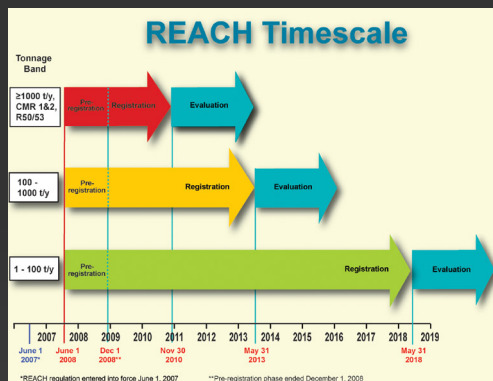 REACH Timescale
Tonnage
Band
≥1000 t/y,
CMR 1&2,
R50/53
Pre-
registration
Registration
Evaluation
100 -
1000 t/y
Pre-
registration
Registration
Evaluation
1 - 100 t/y
Pre-
registration
Registration
Evaluation
2007 2008 2009 2010 2011 2012 2013 2014 2015 2016 2017 2018 2019
June 1
2007*
June 1
2008
Dec 1
2008**
Nov 30
2010
May 31
2013
May 31
2018
*REACH regulation entered into force June 1, 2007
**Pre-registration phase ended December 1, 2008